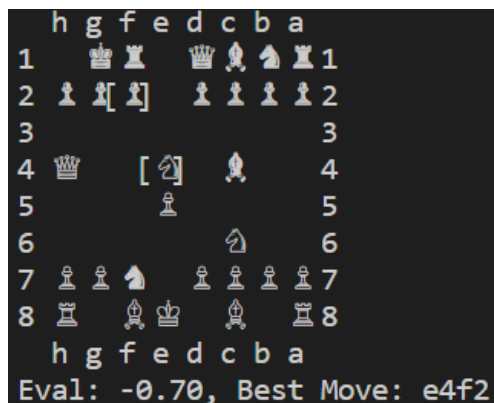 h g f e d c b a
1   ♚ ♜   ♛ ♝ ♞ ♜ 1
2 ♟ ♟[♟]  ♟ ♟ ♟ ♟ 2
3                 3
4 ♕    [♘]  ♝     4
5       ♙         5
6           ♘     6
7 ♙ ♙ ♞   ♙ ♙ ♙ ♙ 7
8 ♖   ♗ ♔   ♗   ♖ 8
h g f e d c b a
Eval: -0.70, Best Move: e4f2